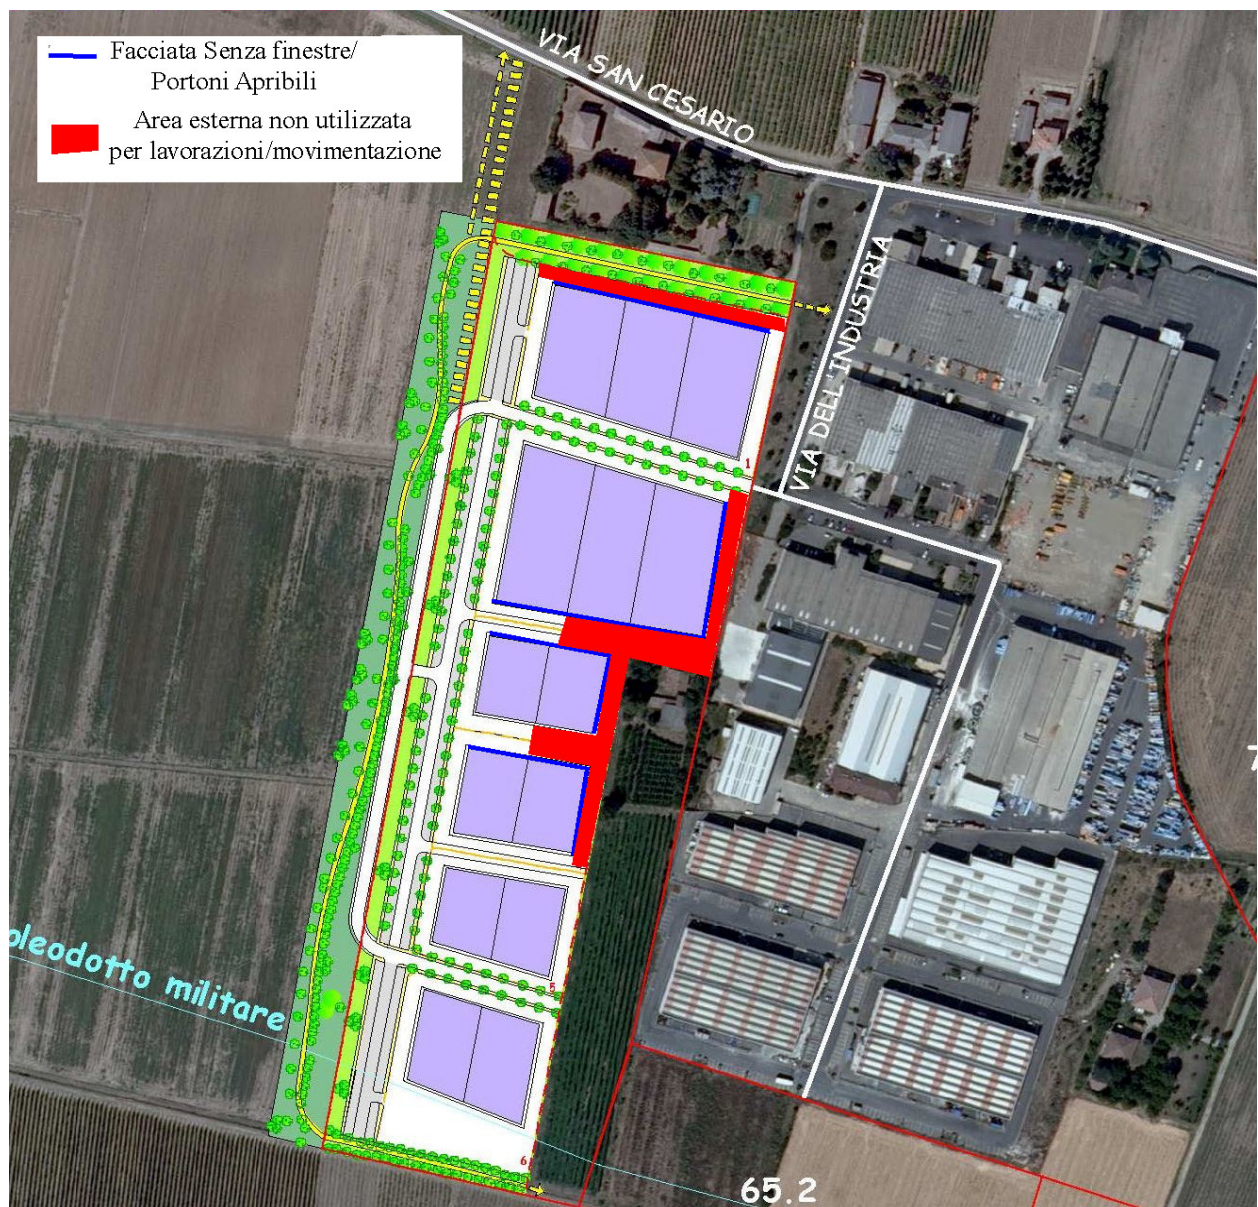 Facciata Senza finestre/
Portoni Apribili
Area esterna non utilizzata
per lavorazioni/movimentazione
VIA SAN CESARIO
VIA DELL'INDUSTRIA
1
5
6
oleodotto militare
65.2